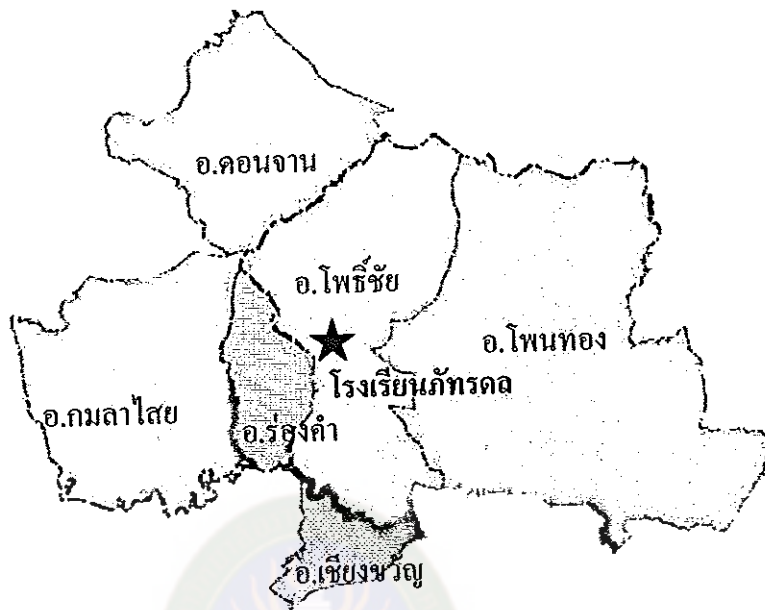 อ.ดอนจาน
อ.โพธิ์ชัย
อ.โพนทอง
โรงเรียนภัทรดล
อ.กมลาไสย
อ.ร่องคำ
อ.เชียงขวัญ